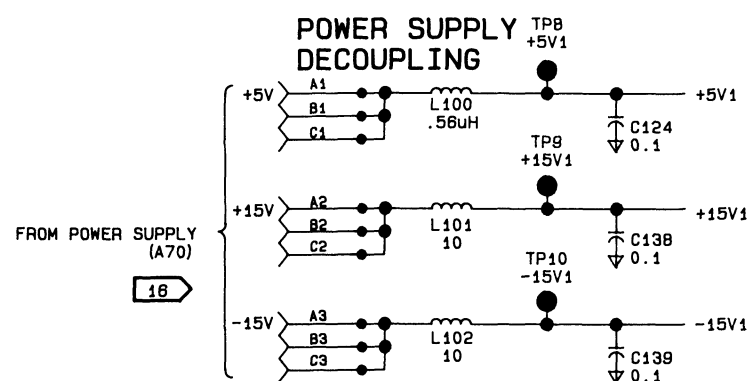 POWER SUPPLY
DECOUPLING
TP8
+5V1
+5V
A1
B1
C1
L100
.56uH
+5V1
C124
0.1
TP9
+15V1
+15V
A2
B2
C2
L101
10
+15V1
C138
0.1
FROM POWER SUPPLY
(A70)
16
TP10
-15V1
-15V
A3
B3
C3
L102
10
-15V1
C139
0.1